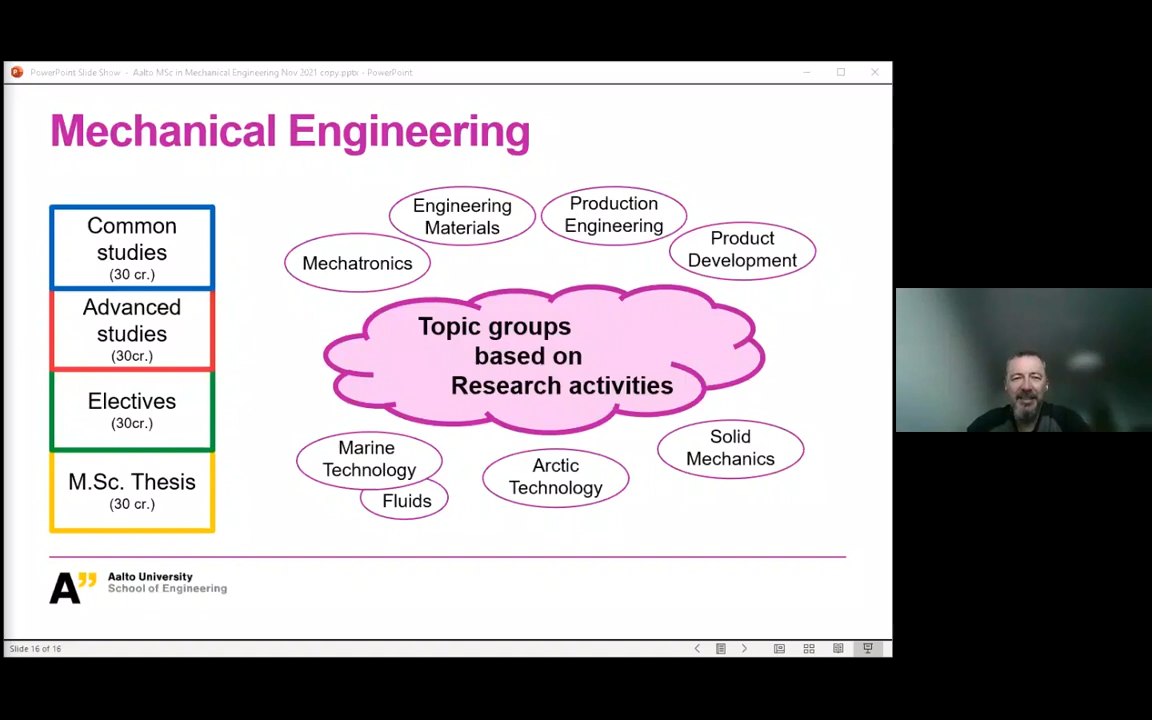 PowerPoint Slide Show - Aalto MSc in Mechanical Engineering Nov 2021 copy.pptx - PowerPoint
Mechanical Engineering
Common
studies
(30 cr.)
Advanced
studies
(30cr.)
Electives
(30cr.)
M.Sc. Thesis
(30 cr.)
Mechatronics
Engineering
Materials
Production
Engineering
Product
Development
Topic groups
based on
Research activities
Marine
Technology
Fluids
Arctic
Technology
Solid
Mechanics
A”
Aalto University
School of Engineering
Slide 16 of 16